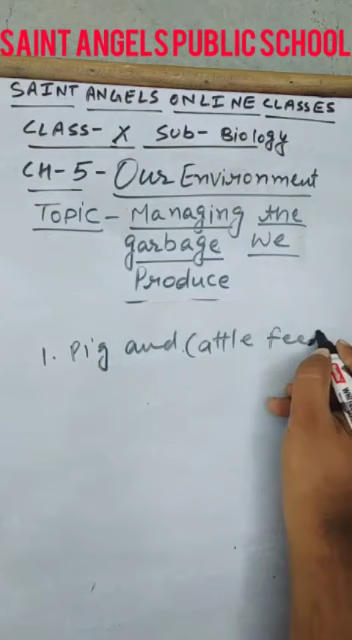 SAINT ANGELS PUBLIC SCHOOL
SAINT ANGELS ONLINE CLASSES
CLASS- X SUB- Biology
CH-5- Our Environment
Topic- Managing the
garbage We
Produce
1. Pig and Cattle fee